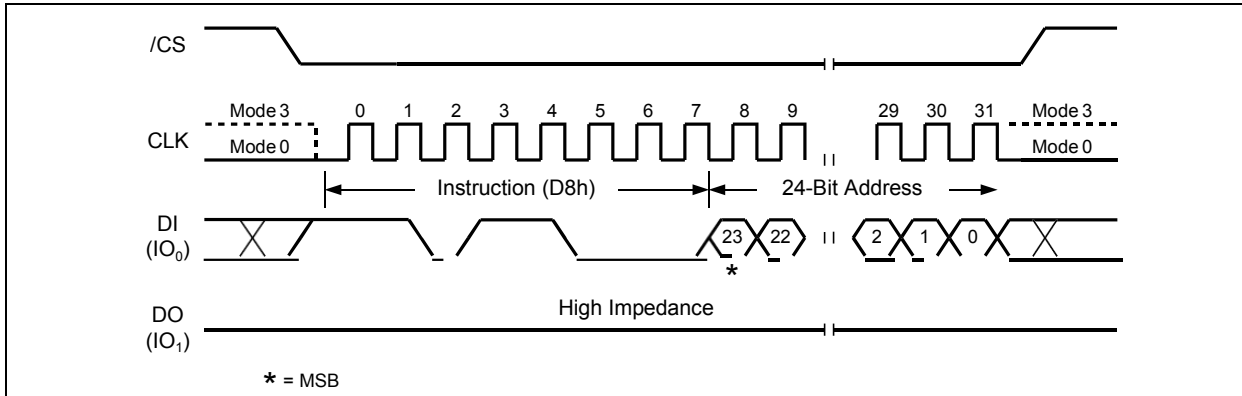 /CS
Mode 3 0 1 2 3 4 5 6 7 8 9 29 30 31 Mode 3
CLK Mode 0 Mode 0
Instruction (D8h) 24-Bit Address
DI
(IO₀)
23 22 2 1 0
*
High Impedance
DO
(IO₁)
* = MSB